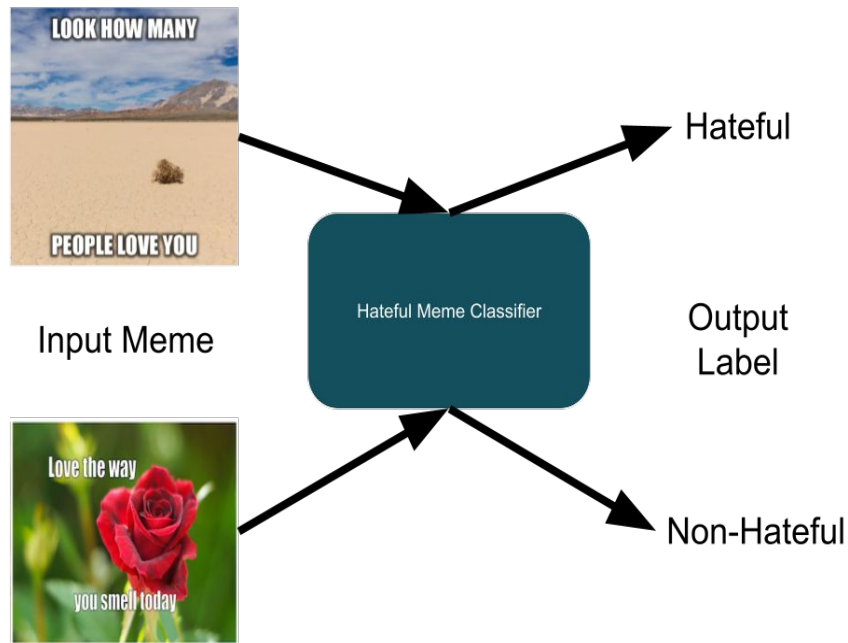 LOOK HOW MANY
PEOPLE LOVE YOU
Hateful
Input Meme
Hateful Meme Classifier
Output
Label
Love the way
you smell today
Non-Hateful